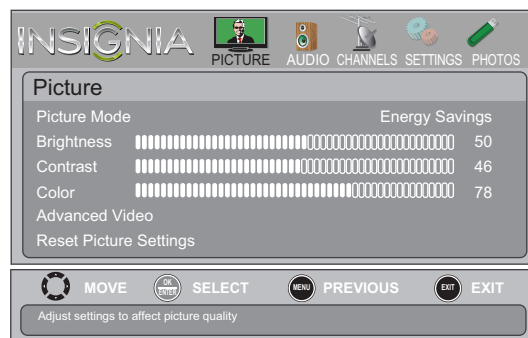 INSIGNIA
PICTURE AUDIO CHANNELS SETTINGS PHOTOS
Picture
Picture Mode Energy Savings
Brightness 50
Contrast 46
Color 78
Advanced Video
Reset Picture Settings
MOVE OK ENTER SELECT MENU PREVIOUS EXIT EXIT
Adjust settings to affect picture quality